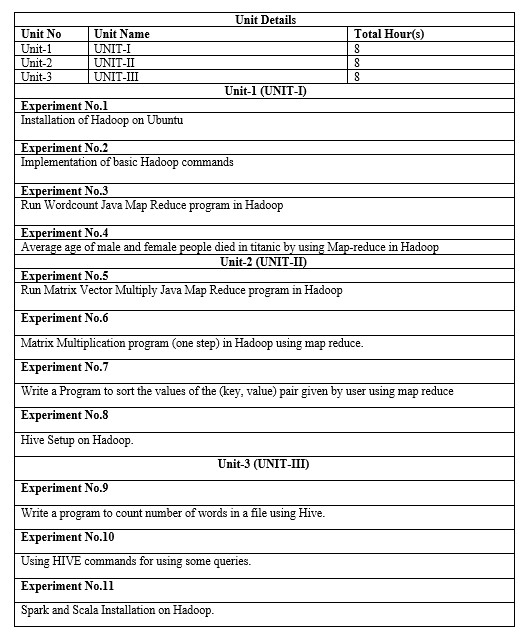 Unit Details
Unit No Unit Name Total Hour(s)
Unit-1 UNIT-I 8
Unit-2 UNIT-II 8
Unit-3 UNIT-III 8
Unit-1 (UNIT-I)
Experiment No.1
Installation of Hadoop on Ubuntu
Experiment No.2
Implementation of basic Hadoop commands
Experiment No.3
Run Wordcount Java Map Reduce program in Hadoop
Experiment No.4
Average age of male and female people died in titanic by using Map-reduce in Hadoop
Unit-2 (UNIT-II)
Experiment No.5
Run Matrix Vector Multiply Java Map Reduce program in Hadoop
Experiment No.6
Matrix Multiplication program (one step) in Hadoop using map reduce.
Experiment No.7
Write a Program to sort the values of the (key, value) pair given by user using map reduce
Experiment No.8
Hive Setup on Hadoop.
Unit-3 (UNIT-III)
Experiment No.9
Write a program to count number of words in a file using Hive.
Experiment No.10
Using HIVE commands for using some queries.
Experiment No.11
Spark and Scala Installation on Hadoop.